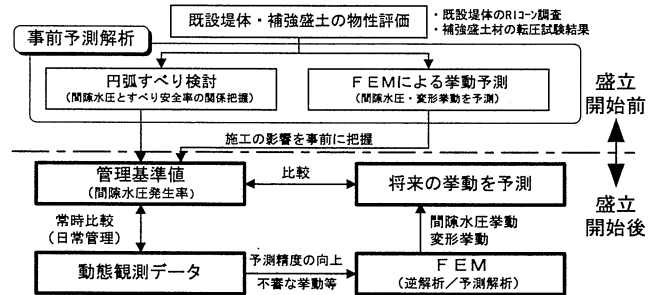 既設堤体・補強盛土の物性評価
・既設堤体のRIコーン調査
・補強盛土材の転圧試験結果
事前予測解析
円弧すべり検討
(間隙水圧とすべり安全率の関係把握)
FEMによる挙動予測
(間隙水圧・変形挙動を予測)
盛立
開始前
施工の影響を事前に把握
管理基準値
(間隙水圧発生率)
比較
将来の挙動を予測
盛立
開始後
常時比較
(日常管理)
間隙水圧挙動
変形挙動
動態観測データ
予測精度の向上
不審な挙動等
FEM
(逆解析/予測解析)